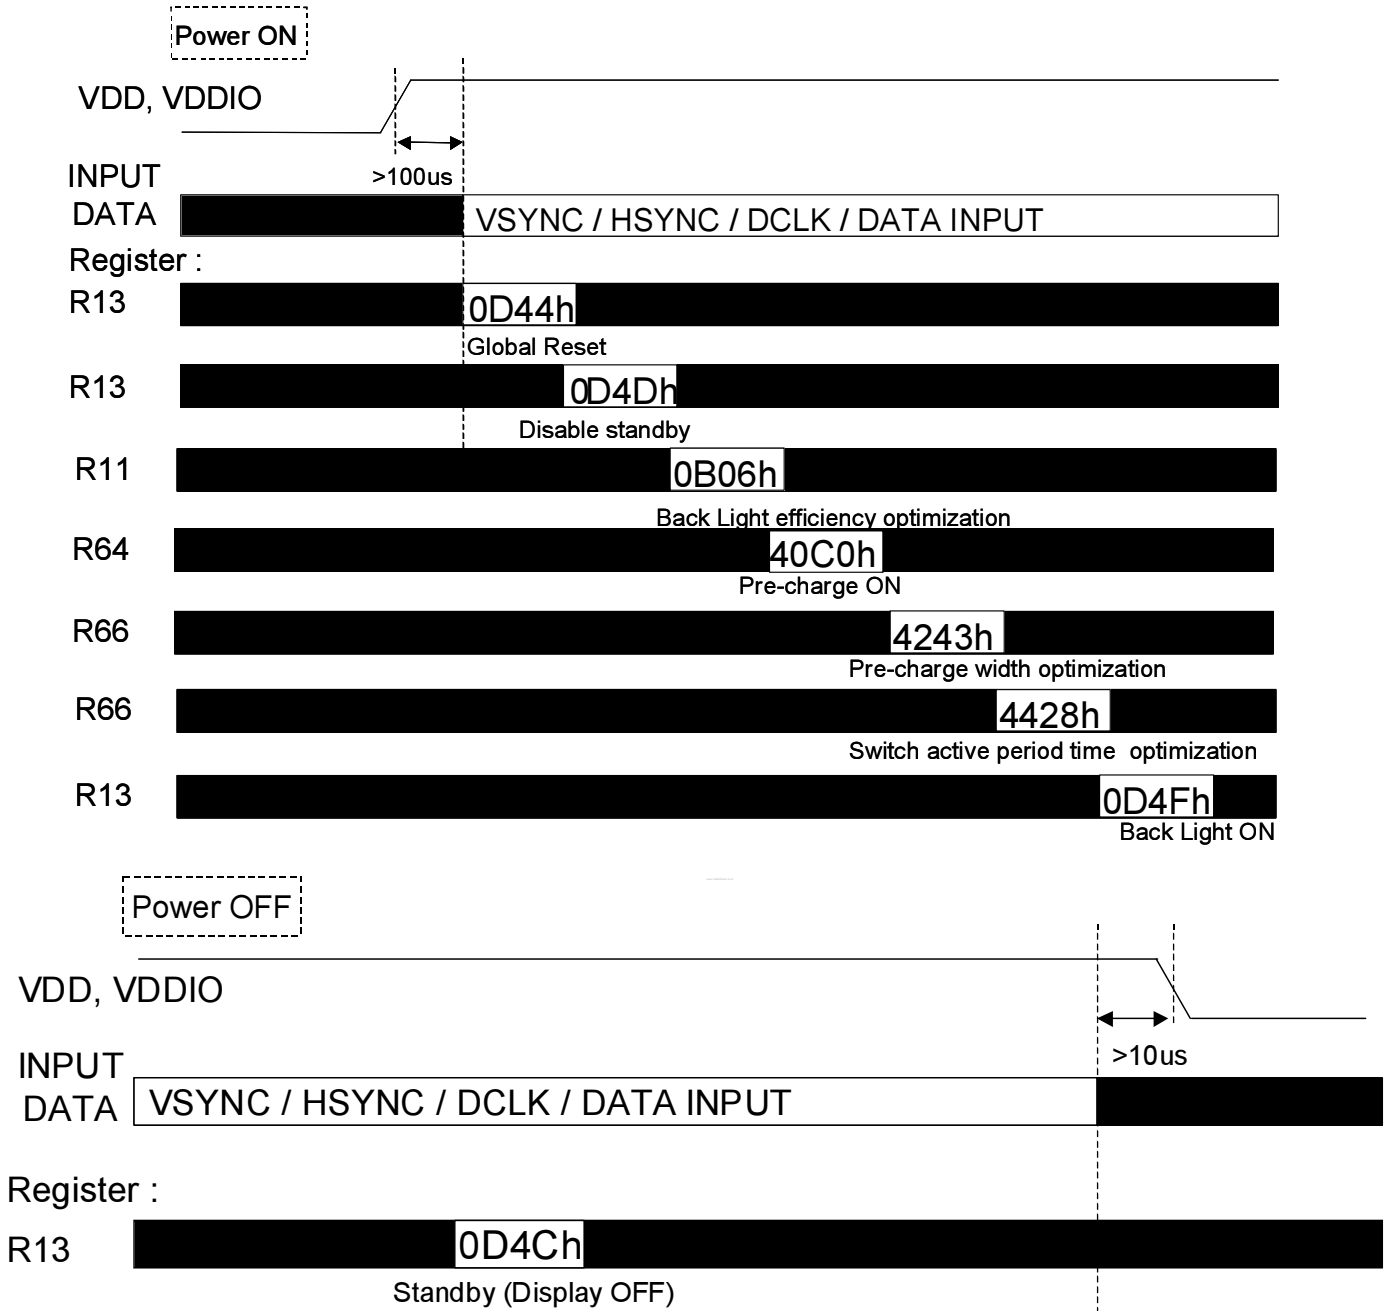 Power ON
VDD, VDDIO
>100us
INPUT
DATA
VSYNC / HSYNC / DCLK / DATA INPUT
Register :
R13
0D44h
Global Reset
R13
0D4Dh
Disable standby
R11
0B06h
Back Light efficiency optimization
R64
40C0h
Pre-charge ON
R66
4243h
Pre-charge width optimization
R66
4428h
Switch active period time optimization
R13
0D4Fh
Back Light ON
Power OFF
VDD, VDDIO
>10us
INPUT
DATA
VSYNC / HSYNC / DCLK / DATA INPUT
Register :
R13
0D4Ch
Standby (Display OFF)